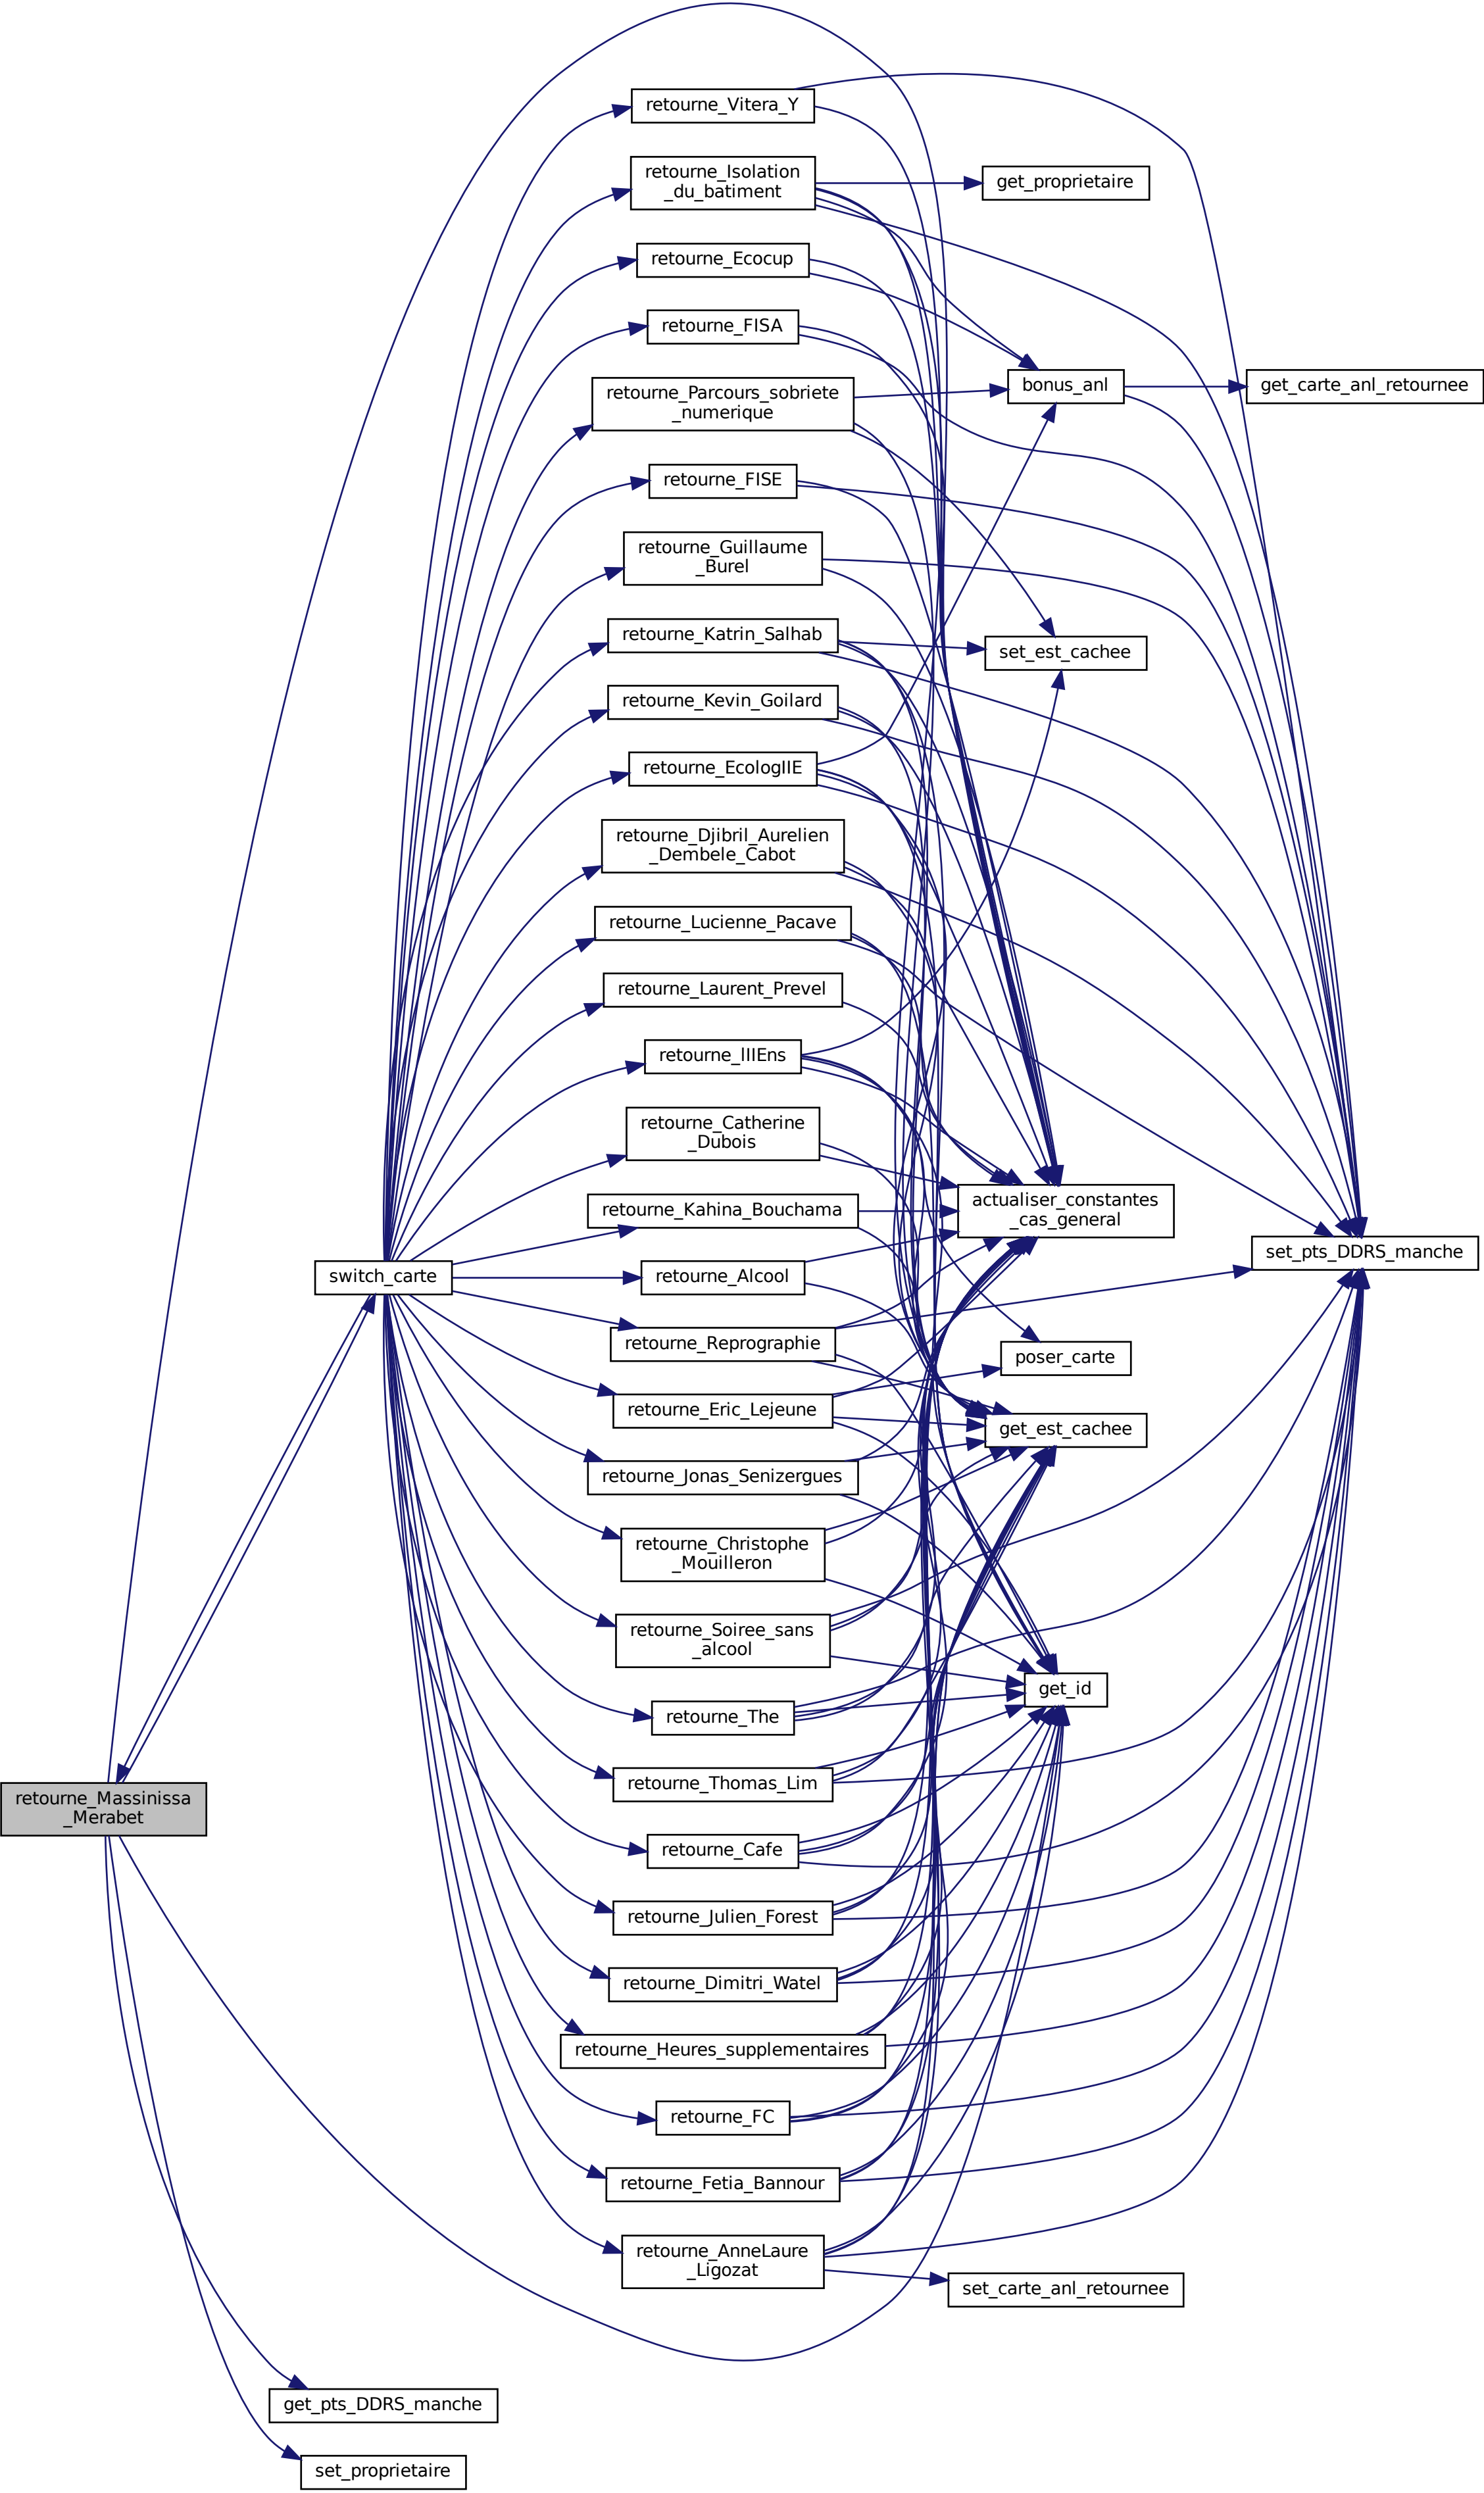 retourne_Massinissa
_Merabet
switch_carte
get_pts_DDRS_manche
set_proprietaire
retourne_Vitera_Y
retourne_Isolation
_du_batiment
retourne_Ecocup
retourne_FISA
retourne_Parcours_sobriete
_numerique
retourne_FISE
retourne_Guillaume
_Burel
retourne_Katrin_Salhab
retourne_Kevin_Goilard
retourne_EcologIIE
retourne_Djibril_Aurelien
_Dembele_Cabot
retourne_Lucienne_Pacave
retourne_Laurent_Prevel
retourne_lIIEns
retourne_Catherine
_Dubois
retourne_Kahina_Bouchama
retourne_Alcool
retourne_Reprographie
retourne_Eric_Lejeune
retourne_Jonas_Senizergues
retourne_Christophe
_Mouilleron
retourne_Soiree_sans
_alcool
retourne_The
retourne_Thomas_Lim
retourne_Cafe
retourne_Julien_Forest
retourne_Dimitri_Watel
retourne_Heures_supplementaires
retourne_FC
retourne_Fetia_Bannour
retourne_AnneLaure
_Ligozat
get_proprietaire
bonus_anl
set_est_cachee
actualiser_constantes
_cas_general
poser_carte
get_est_cachee
get_id
set_carte_anl_retournee
get_carte_anl_retournee
set_pts_DDRS_manche